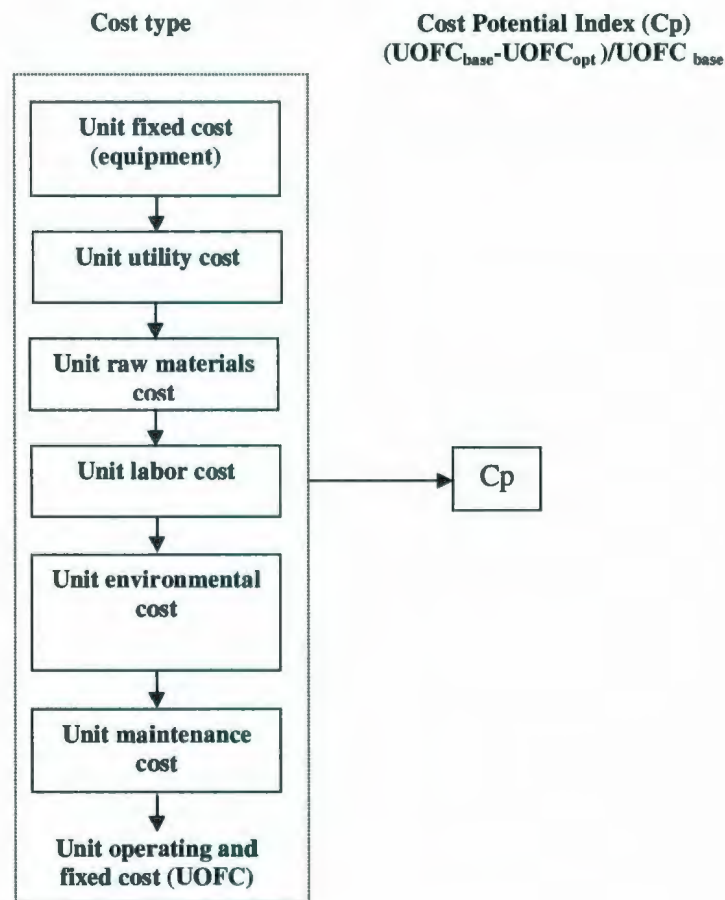 Cost type
Cost Potential Index (Cp)
(UOFCbase-UOFCopt )/UOFC base
Unit fixed cost
(equipment)
Unit utility cost
Unit raw materials
cost
Unit labor cost
Cp
Unit environmental
cost
Unit maintenance
cost
Unit operating and
fixed cost (UOFC)